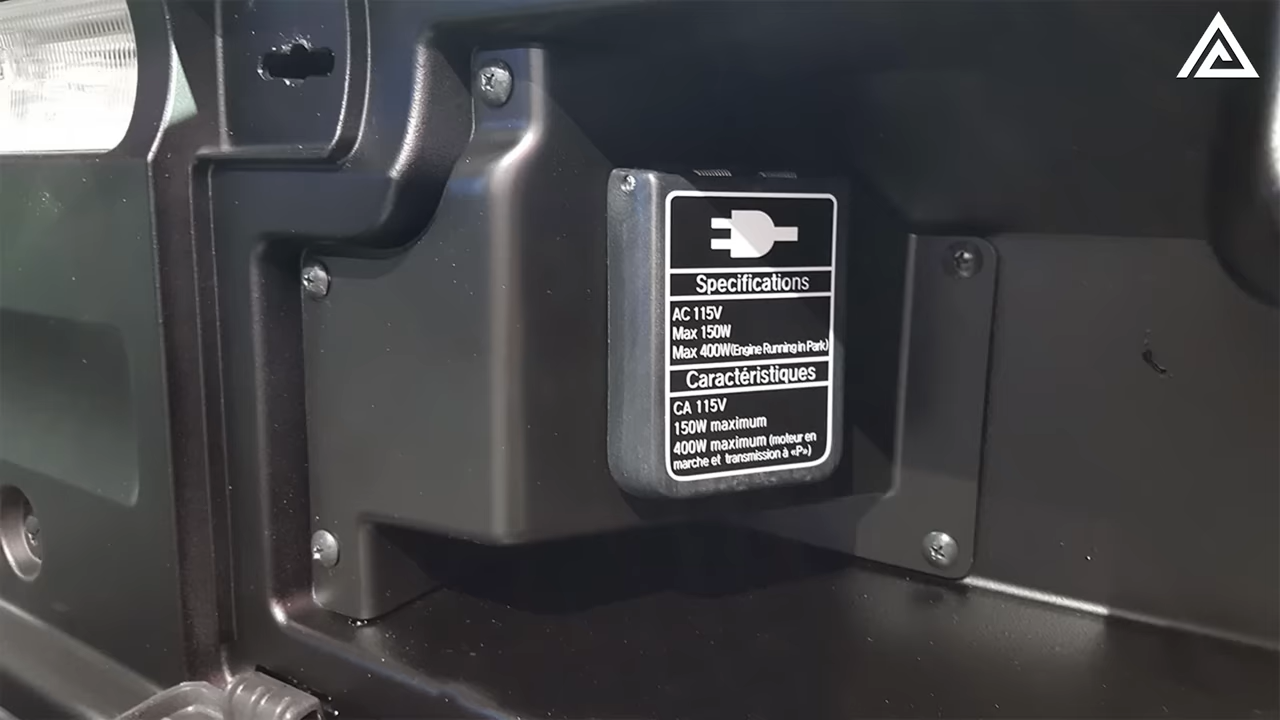 Specifications
AC 115V
Max 150W
Max 400W(Engine Running in Park)
Caractéristiques
CA 115V
150W maximum
400W maximum (moteur en
marche et transmission à «P»)